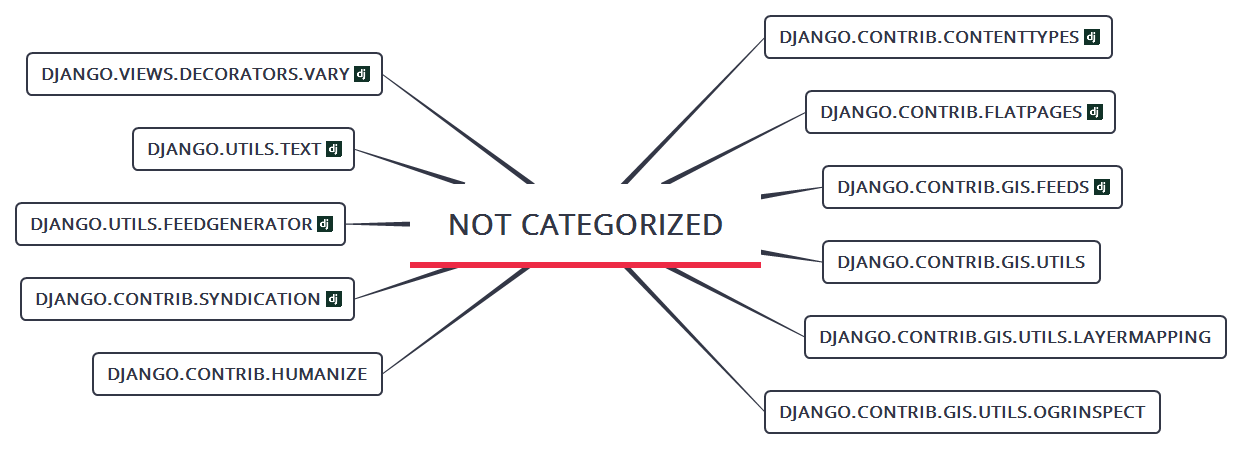 DJANGO.CONTRIB.CONTENTTYPES dj
DJANGO.VIEWS.DECORATORS.VARY dj
DJANGO.CONTRIB.FLATPAGES dj
DJANGO.UTILS.TEXT dj
DJANGO.CONTRIB.GIS.FEEDS dj
DJANGO.UTILS.FEEDGENERATOR dj
NOT CATEGORIZED
DJANGO.CONTRIB.GIS.UTILS
DJANGO.CONTRIB.SYNDICATION dj
DJANGO.CONTRIB.GIS.UTILS.LAYERMAPPING
DJANGO.CONTRIB.HUMANIZE
DJANGO.CONTRIB.GIS.UTILS.OGRINSPECT